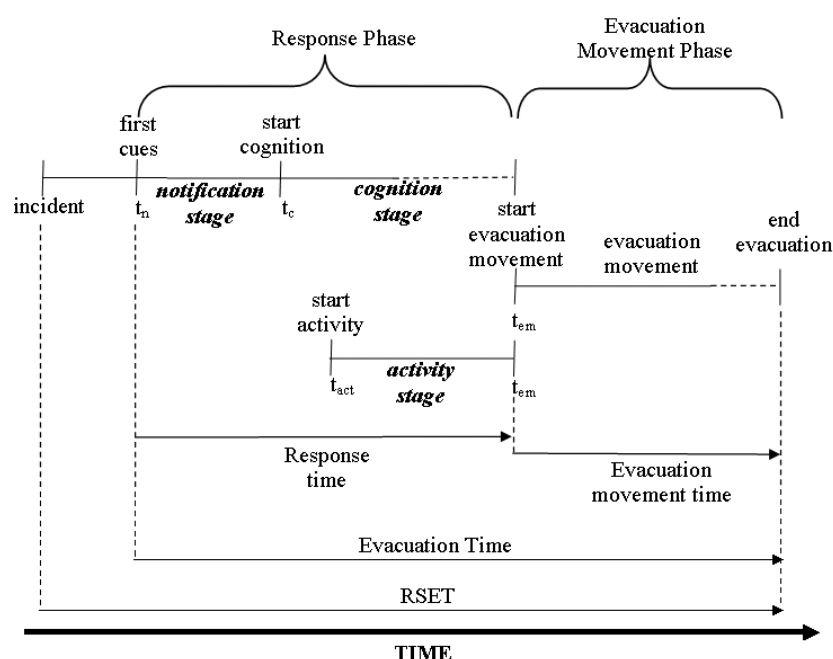 Response Phase
Evacuation
Movement Phase
first
cues
start
cognition
incident
tn
notification
stage
tc
cognition
stage
start
evacuation
movement
evacuation
movement
end
evacuation
start
activity
tem
tact
activity
stage
tem
Response
time
Evacuation
movement time
Evacuation Time
RSET
TIME